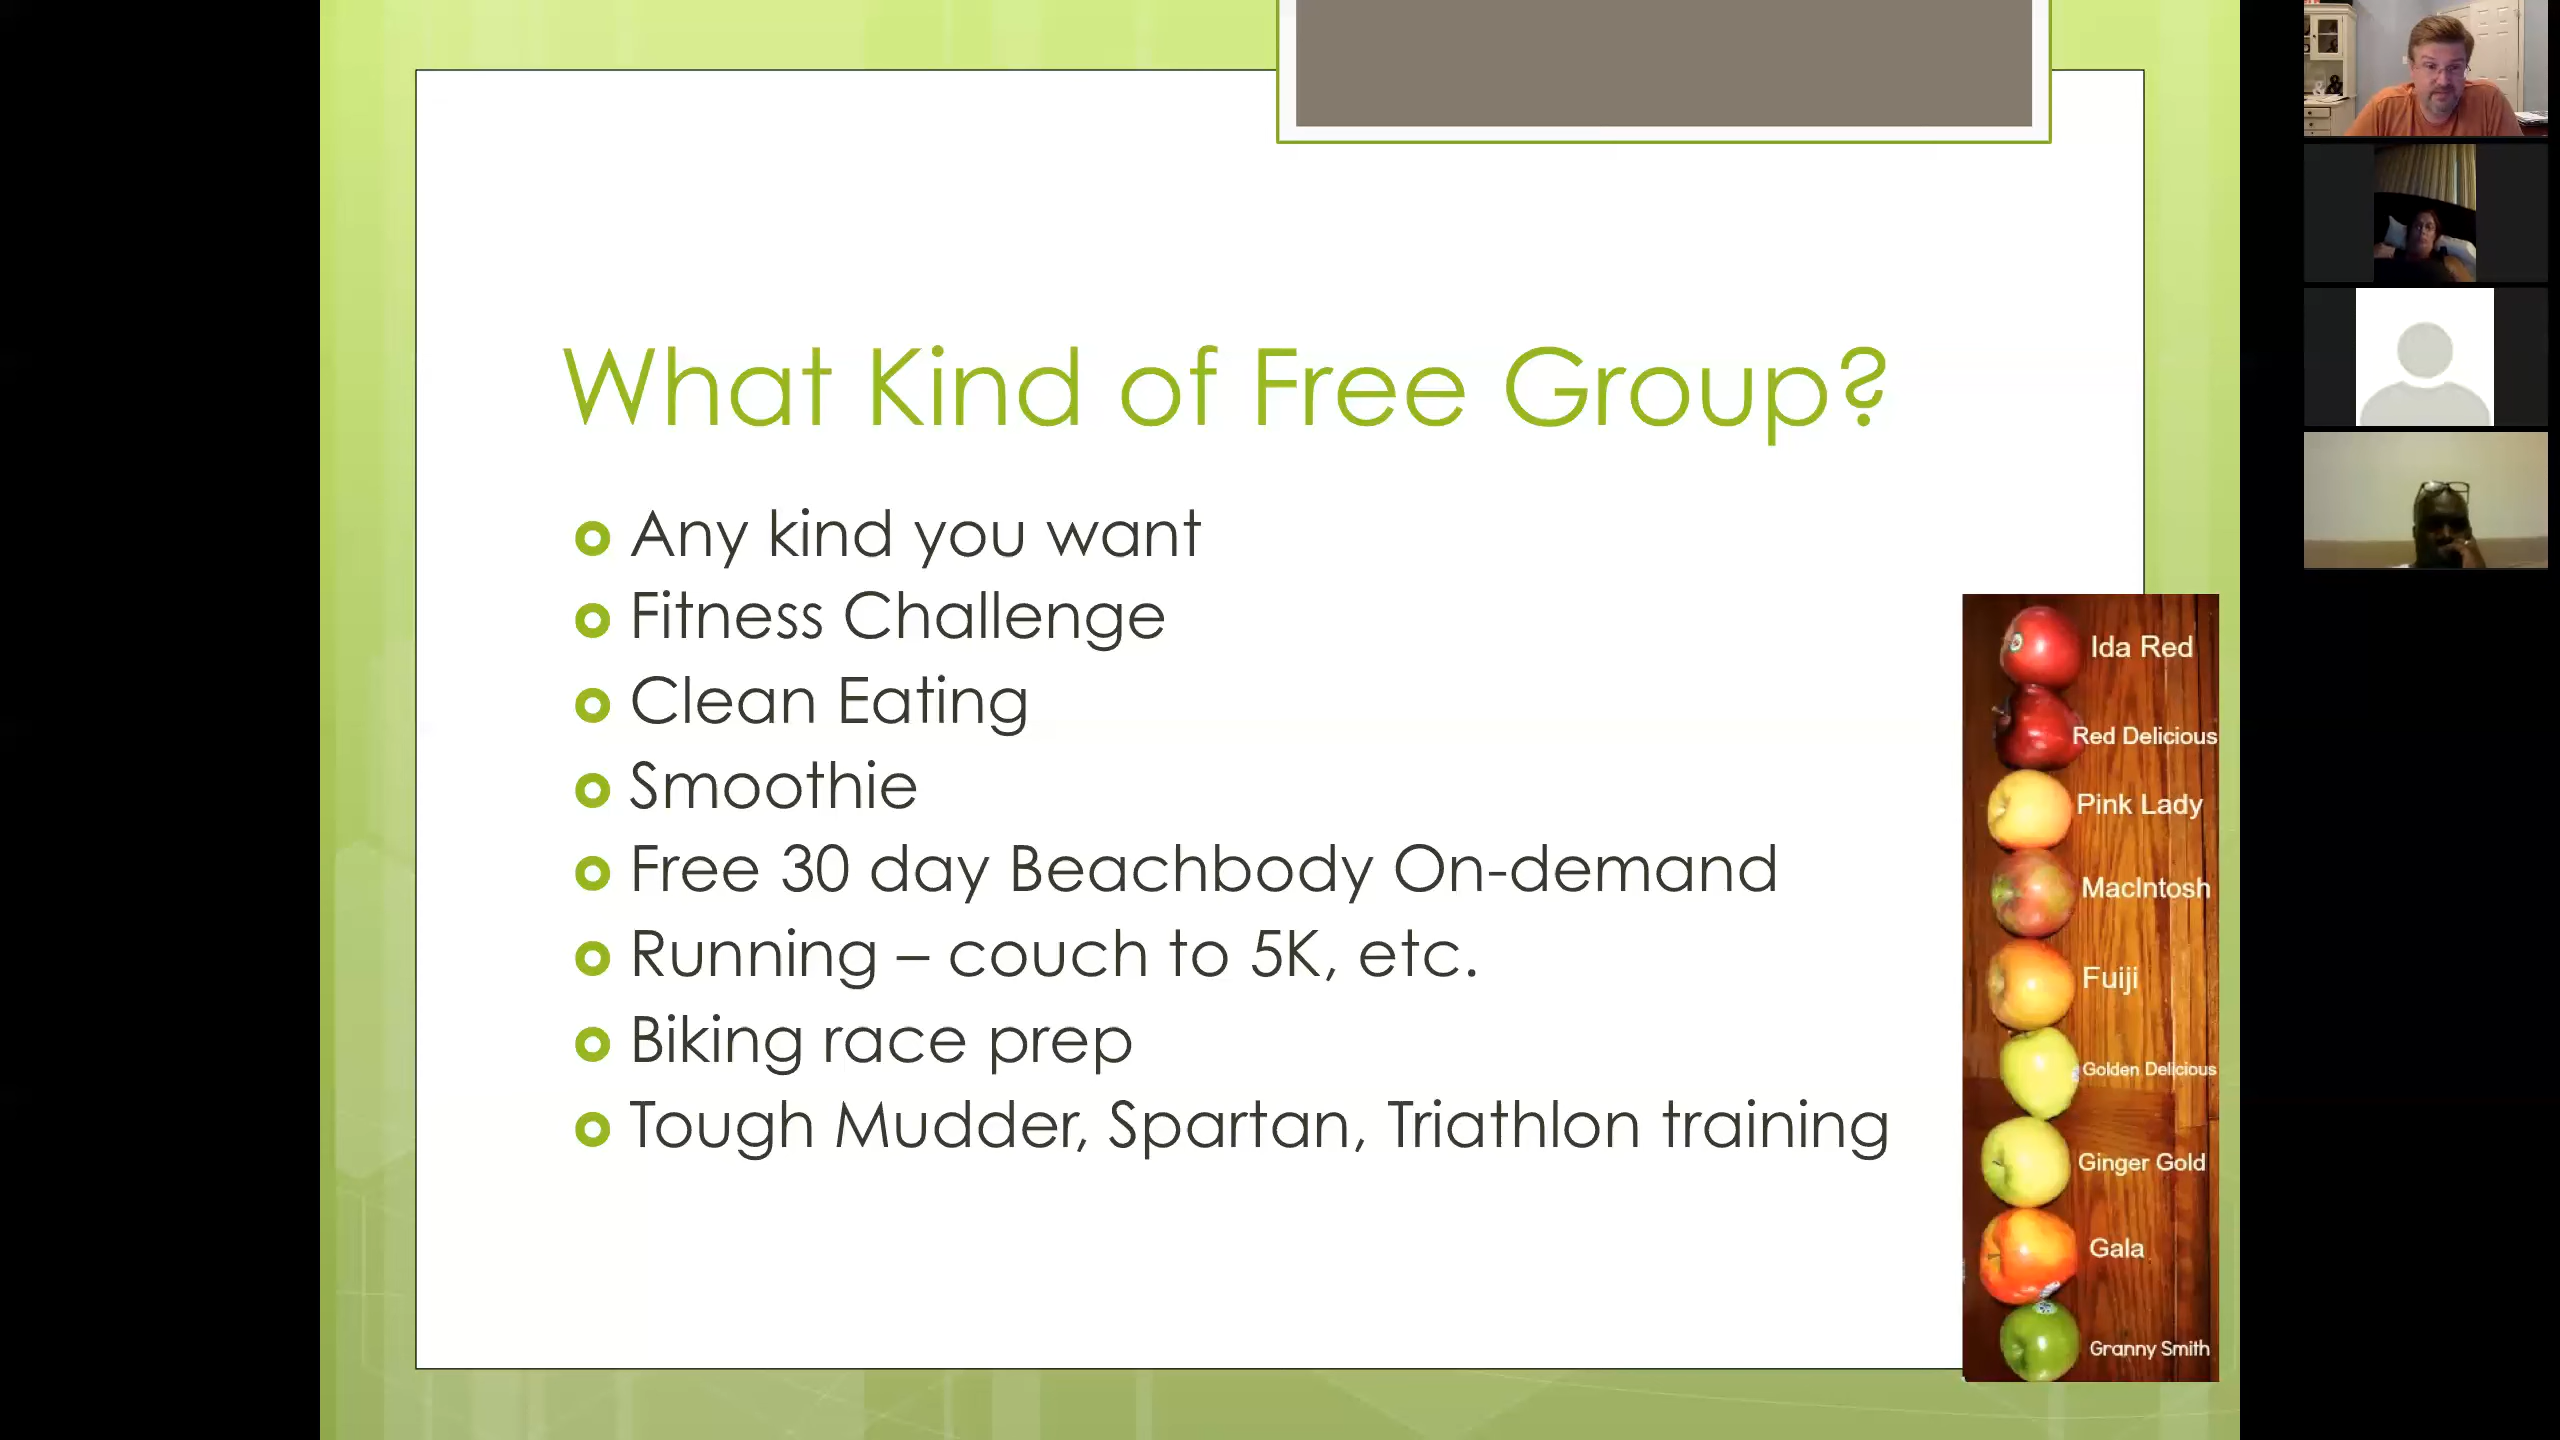 What Kind of Free Group?
Any kind you want
Fitness Challenge
Clean Eating
Smoothie
Free 30 day Beachbody On-demand
Running – couch to 5K, etc.
Biking race prep
Tough Mudder, Spartan, Triathlon training
Ida Red
Red Delicious
Pink Lady
MacIntosh
Fuiji
Golden Delicious
Ginger Gold
Gala
Granny Smith